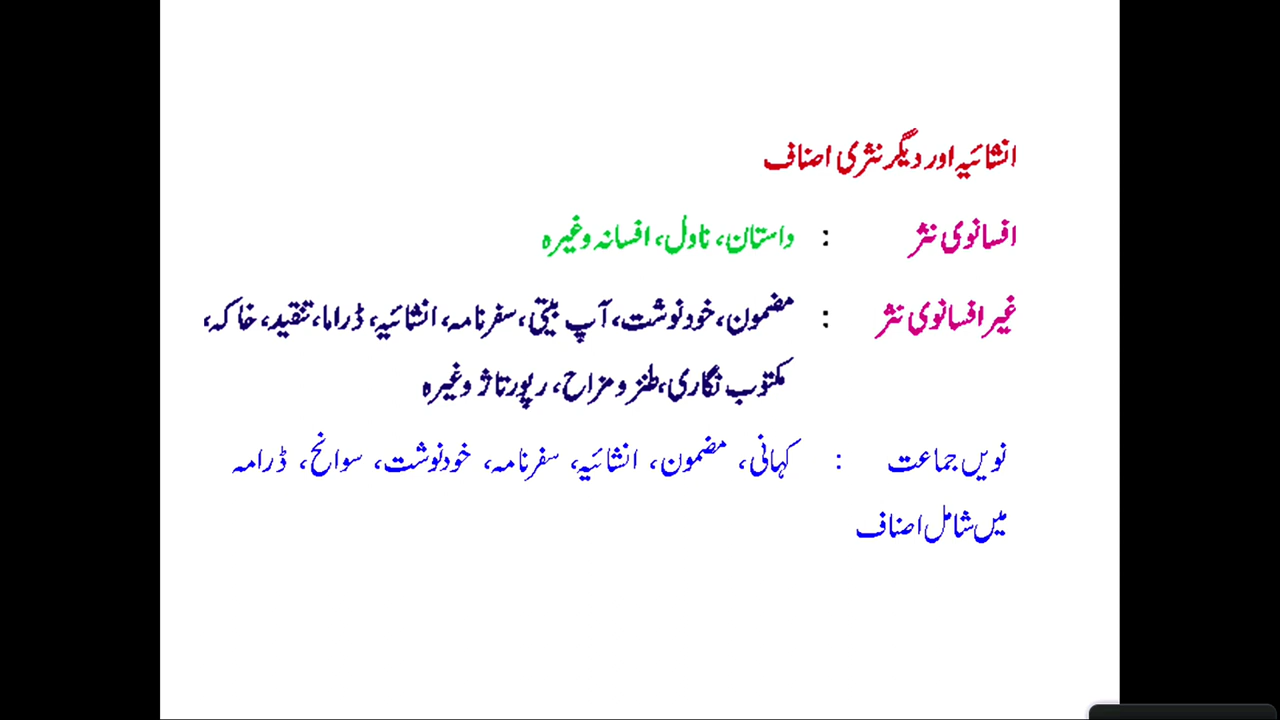 انشائیہ اور دیگر نثری اصناف
افسانوی نثر : داستان، ناول، افسانہ وغیرہ
غیر افسانوی نثر : مضمون، خودنوشت، آپ بیتی، سفرنامہ، انشائیہ، ڈراما، تنقید، خاکہ،
مکتوب نگاری، طنز و مزاح، رپورتاژ وغیرہ
نویں جماعت : کہانی، مضمون، انشائیہ، سفرنامہ، خودنوشت، سوانح، ڈرامہ
میں شامل اصناف